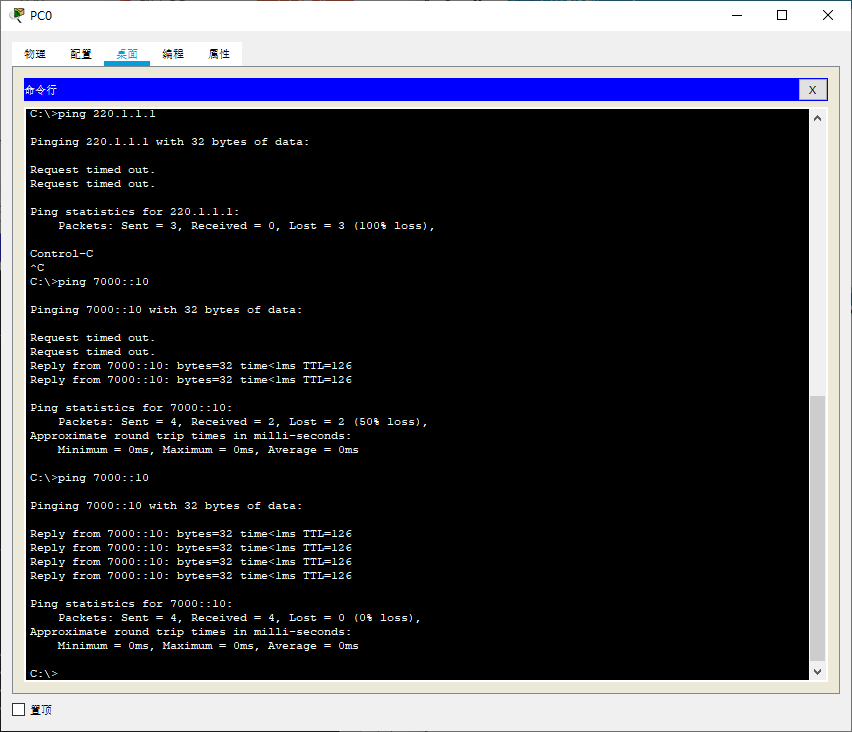 PC0
物理 配置 桌面 编程 属性
命令行
X
C:\>ping 220.1.1.1
Pinging 220.1.1.1 with 32 bytes of data:
Request timed out.
Request timed out.
Ping statistics for 220.1.1.1:
    Packets: Sent = 3, Received = 0, Lost = 3 (100% loss),
Control-C
^C
C:\>ping 7000::10
Pinging 7000::10 with 32 bytes of data:
Request timed out.
Request timed out.
Reply from 7000::10: bytes=32 time<1ms TTL=126
Reply from 7000::10: bytes=32 time<1ms TTL=126
Ping statistics for 7000::10:
    Packets: Sent = 4, Received = 2, Lost = 2 (50% loss),
Approximate round trip times in milli-seconds:
    Minimum = 0ms, Maximum = 0ms, Average = 0ms
C:\>ping 7000::10
Pinging 7000::10 with 32 bytes of data:
Reply from 7000::10: bytes=32 time<1ms TTL=126
Reply from 7000::10: bytes=32 time<1ms TTL=126
Reply from 7000::10: bytes=32 time<1ms TTL=126
Reply from 7000::10: bytes=32 time<1ms TTL=126
Ping statistics for 7000::10:
    Packets: Sent = 4, Received = 4, Lost = 0 (0% loss),
Approximate round trip times in milli-seconds:
    Minimum = 0ms, Maximum = 0ms, Average = 0ms
C:\>
置顶